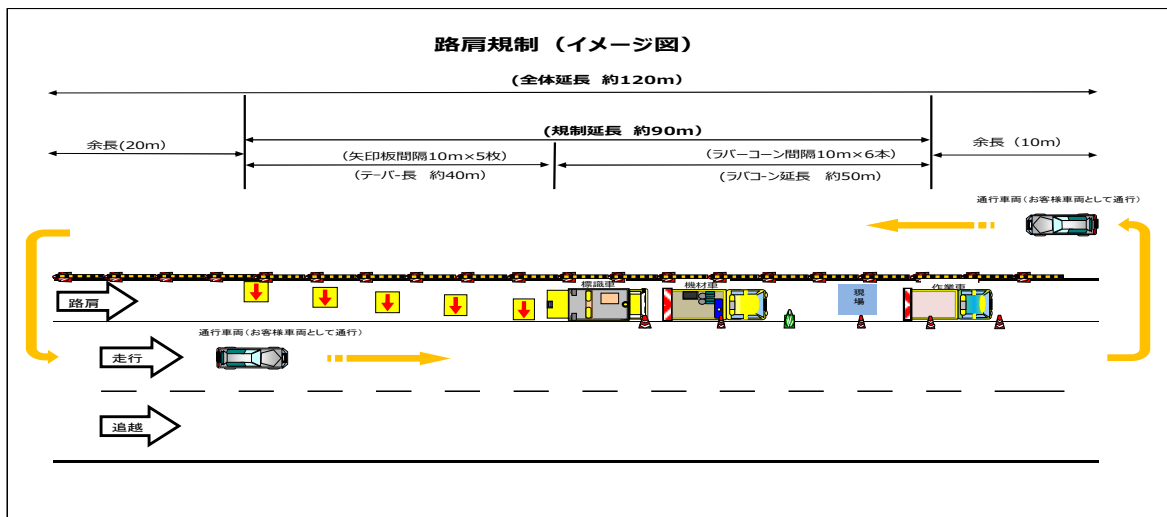 路肩規制（イメージ図）
(全体延長 約120m)
(規制延長 約90m)
余長(20m)
(矢印板間隔10m×5枚)
(ラバーコーン間隔10m×6本)
余長（10m)
(テーパー長 約40m)
(ラバコーン延長 約50m)
通行車両(お客様車両として通行)
標識車
機材車
現場
作業車
路肩
通行車両(お客様車両として通行)
走行
追越